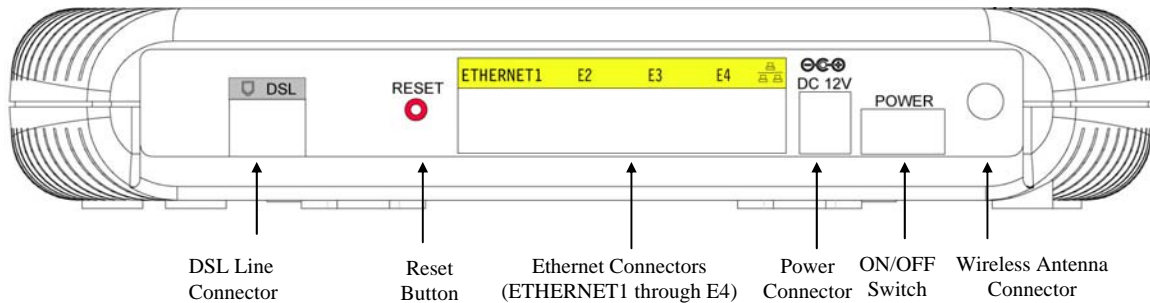 DSL
RESET
ETHERNET1 E2 E3 E4
DC 12V
POWER
DSL Line
Connector
Reset
Button
Ethernet Connectors
(ETHERNET1 through E4)
Power
Connector
ON/OFF
Switch
Wireless Antenna
Connector